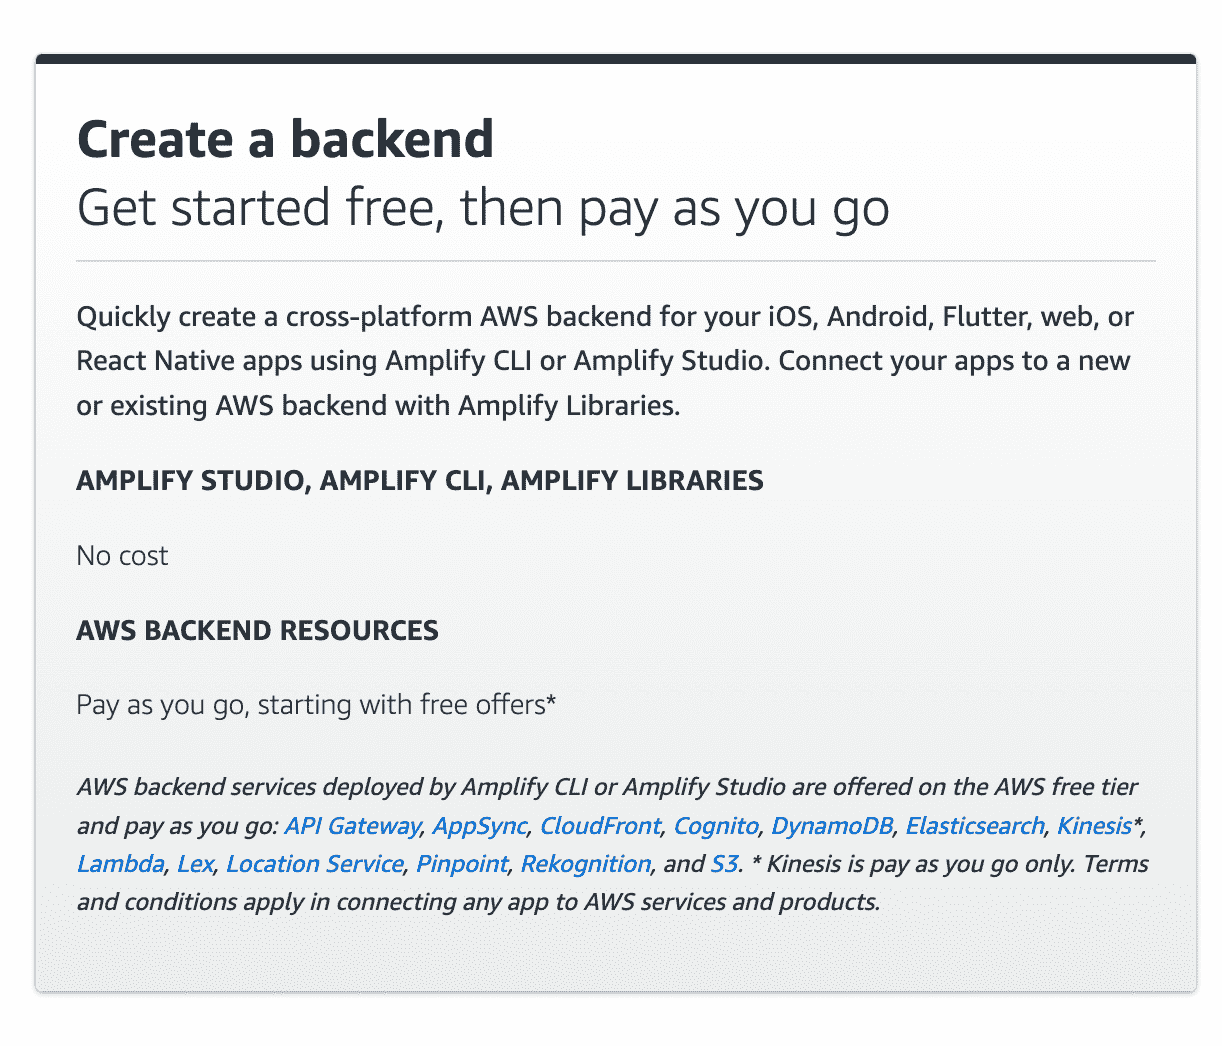 Create a backend
Get started free, then pay as you go
Quickly create a cross-platform AWS backend for your iOS, Android, Flutter, web, or
React Native apps using Amplify CLI or Amplify Studio. Connect your apps to a new
or existing AWS backend with Amplify Libraries.
AMPLIFY STUDIO, AMPLIFY CLI, AMPLIFY LIBRARIES
No cost
AWS BACKEND RESOURCES
Pay as you go, starting with free offers*
AWS backend services deployed by Amplify CLI or Amplify Studio are offered on the AWS free tier
and pay as you go: API Gateway, AppSync, CloudFront, Cognito, DynamoDB, Elasticsearch, Kinesis*,
Lambda, Lex, Location Service, Pinpoint, Rekognition, and S3. * Kinesis is pay as you go only. Terms
and conditions apply in connecting any app to AWS services and products.